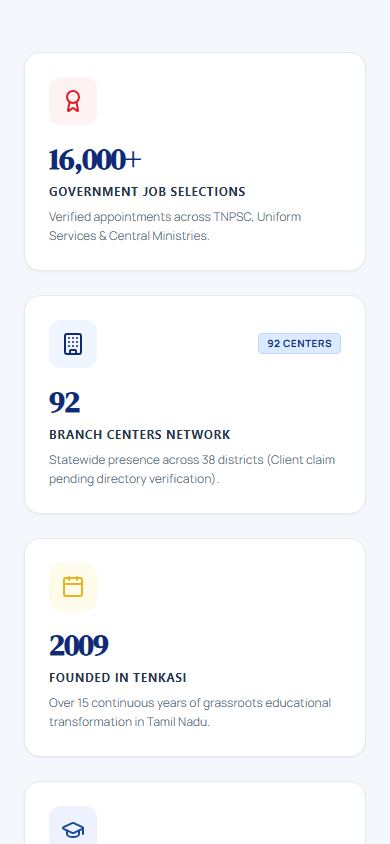 16,000+
GOVERNMENT JOB SELECTIONS
Verified appointments across TNPSC, Uniform
Services & Central Ministries.
92 CENTERS
92
BRANCH CENTERS NETWORK
Statewide presence across 38 districts (Client claim
pending directory verification).
2009
FOUNDED IN TENKASI
Over 15 continuous years of grassroots educational
transformation in Tamil Nadu.